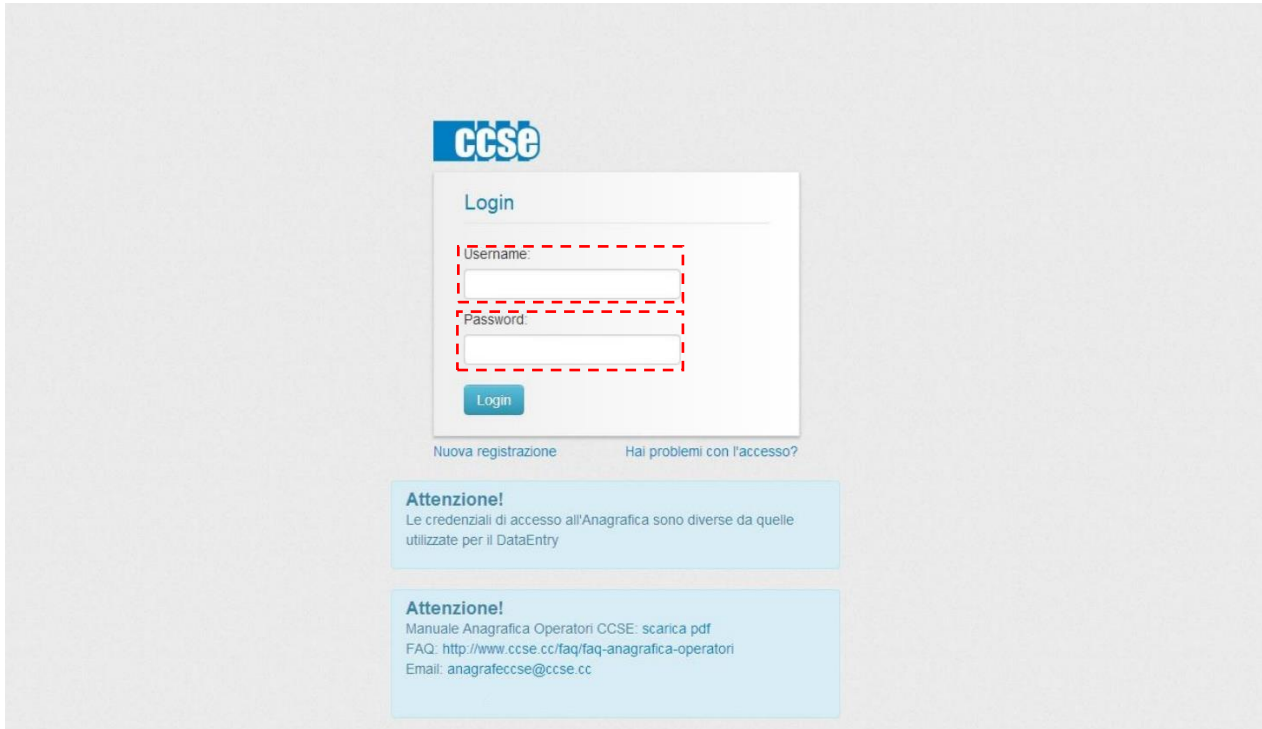 ccse
Login
Username:
Password:
Login
Nuova registrazione Hai problemi con l'accesso?
Attenzione!
Le credenziali di accesso all'Anagrafica sono diverse da quelle
utilizzate per il DataEntry
Attenzione!
Manuale Anagrafica Operatori CCSE: scarica pdf
FAQ: http://www.ccse.cc/faq/faq-anagrafica-operatori
Email: anagrafeccse@ccse.cc